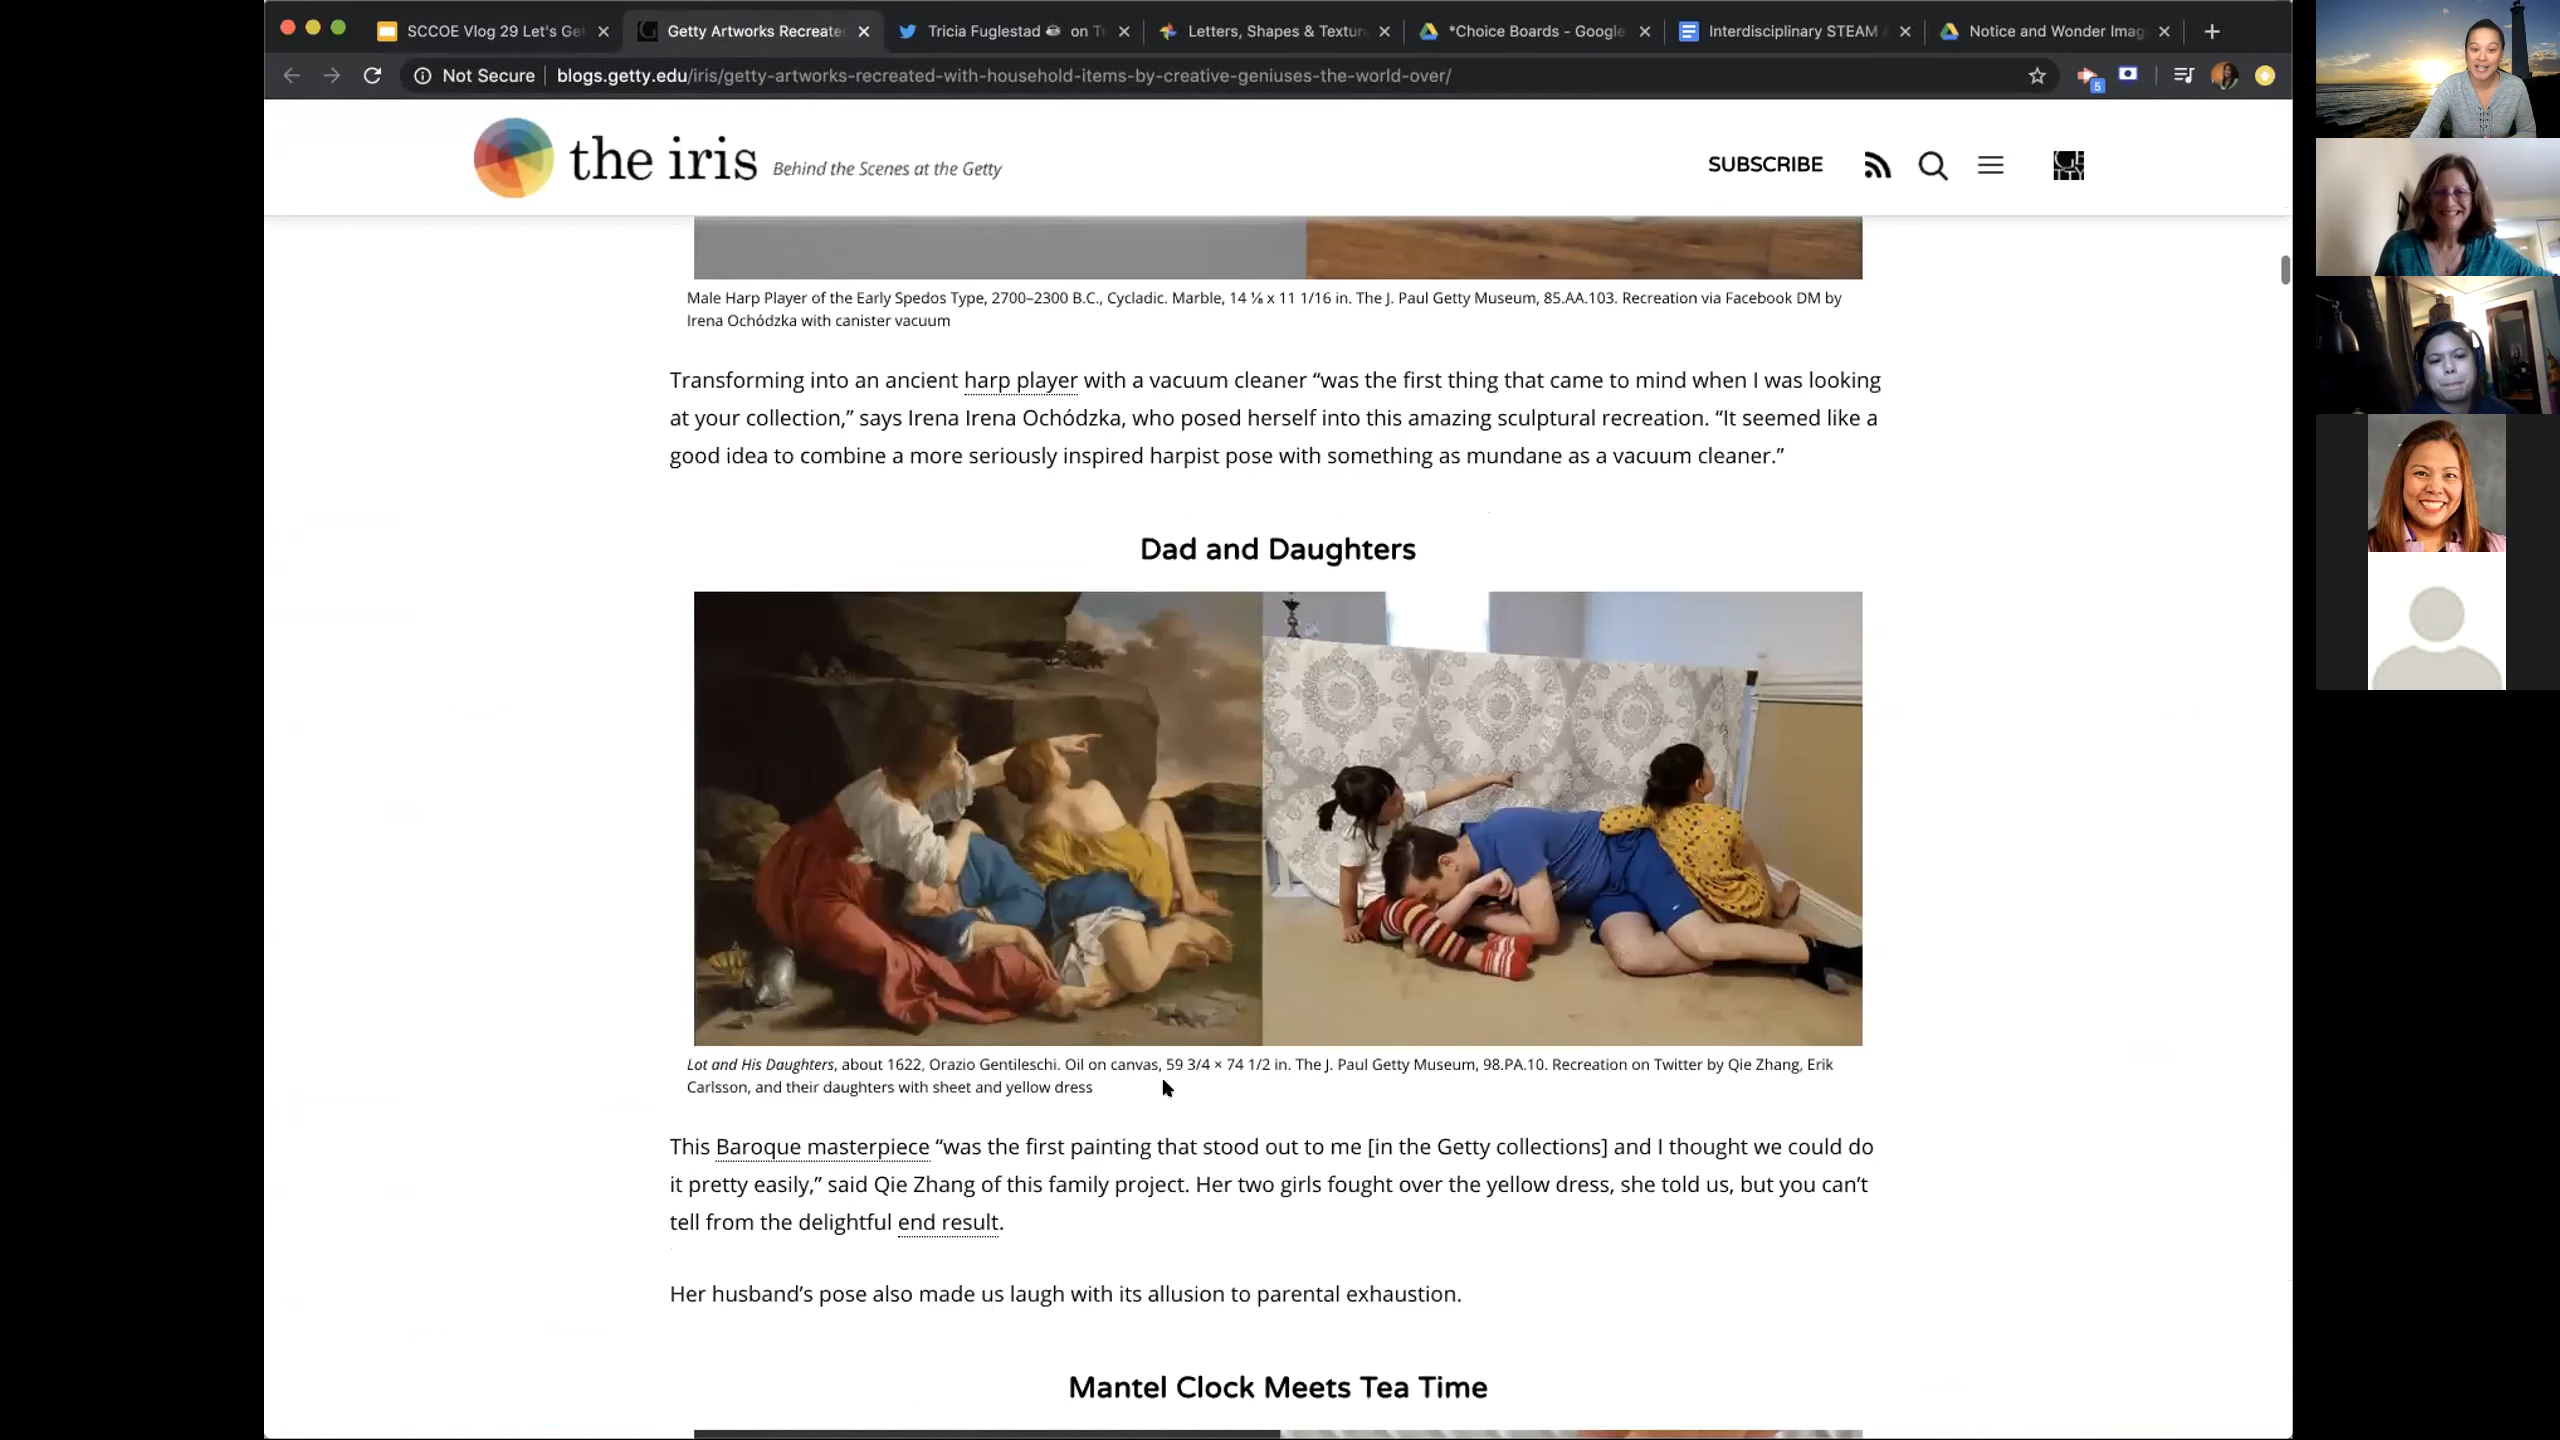 SCCOE Vlog 29 Let's Ge
Getty Artworks Recreate
Tricia Fuglestad on T
Letters, Shapes & Textur
*Choice Boards - Google
Interdisciplinary STEAM
Notice and Wonder Imag
Not Secure
blogs.getty.edu/iris/getty-artworks-recreated-with-household-items-by-creative-geniuses-the-world-over/
5
the iris
Behind the Scenes at the Getty
SUBSCRIBE
Male Harp Player of the Early Spedos Type, 2700–2300 B.C., Cycladic. Marble, 14 ⅛ x 11 1/16 in. The J. Paul Getty Museum, 85.AA.103. Recreation via Facebook DM by
Irena Ochódzka with canister vacuum
Transforming into an ancient harp player with a vacuum cleaner “was the first thing that came to mind when I was looking
at your collection,” says Irena Irena Ochódzka, who posed herself into this amazing sculptural recreation. “It seemed like a
good idea to combine a more seriously inspired harpist pose with something as mundane as a vacuum cleaner.”
Dad and Daughters
Lot and His Daughters, about 1622, Orazio Gentileschi. Oil on canvas, 59 3/4 × 74 1/2 in. The J. Paul Getty Museum, 98.PA.10. Recreation on Twitter by Qie Zhang, Erik
Carlsson, and their daughters with sheet and yellow dress
This Baroque masterpiece “was the first painting that stood out to me [in the Getty collections] and I thought we could do
it pretty easily,” said Qie Zhang of this family project. Her two girls fought over the yellow dress, she told us, but you can’t
tell from the delightful end result.
Her husband’s pose also made us laugh with its allusion to parental exhaustion.
Mantel Clock Meets Tea Time